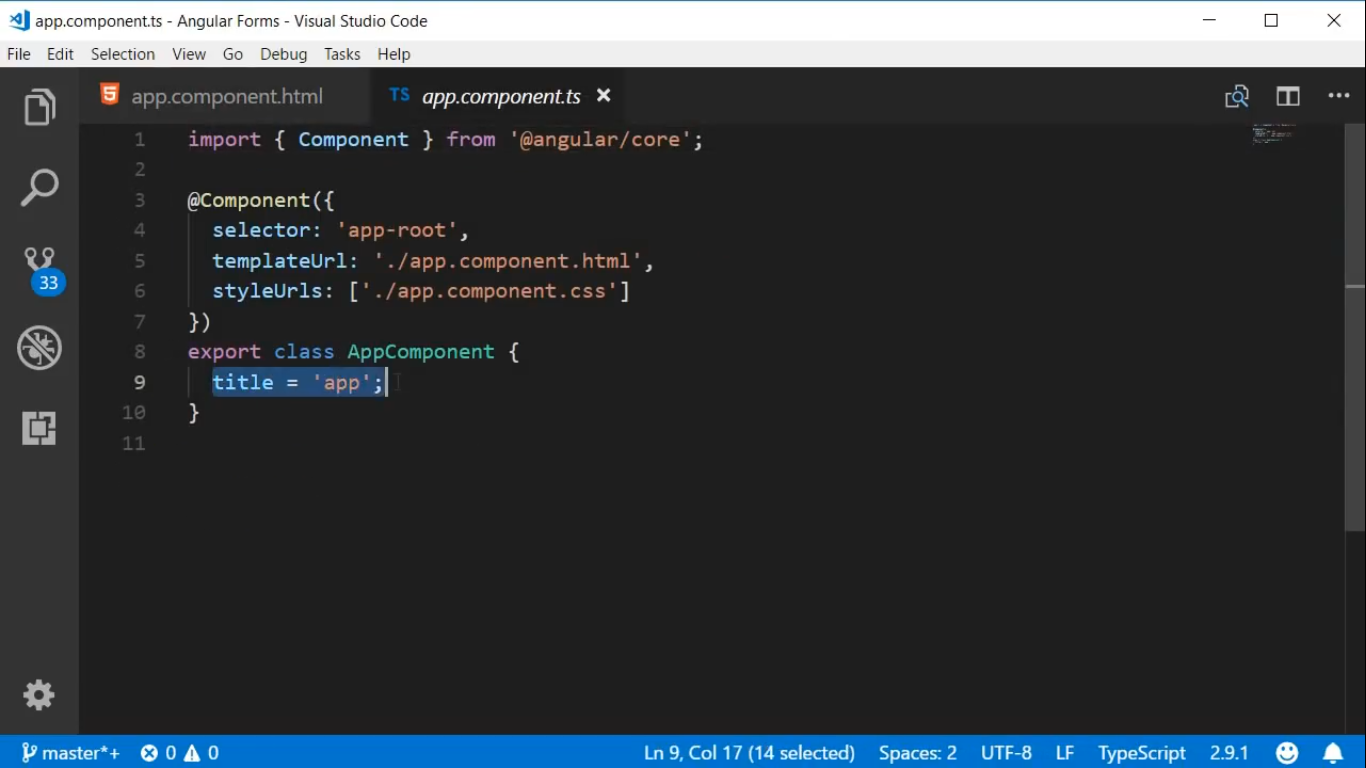 app.component.ts - Angular Forms - Visual Studio Code
File Edit Selection View Go Debug Tasks Help
app.component.html TS app.component.ts
1 import { Component } from '@angular/core';
2
3 @Component({
4 selector: 'app-root',
5 templateUrl: './app.component.html',
6 styleUrls: ['./app.component.css']
7 })
8 export class AppComponent {
9 title = 'app';
10 }
11
33
master*+ 0 0 Ln 9, Col 17 (14 selected) Spaces: 2 UTF-8 LF TypeScript 2.9.1